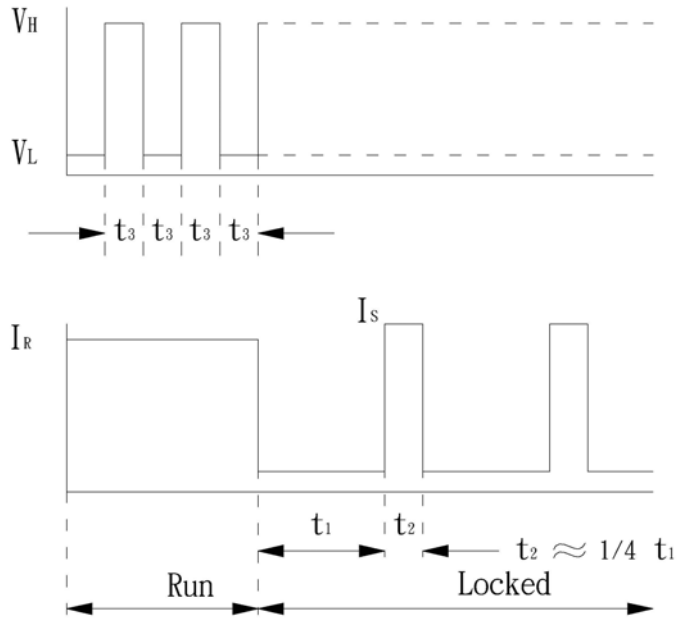 VH
VL
t3 t3 t3 t3
IS
IR
t1 t2 t2 ≈ 1/4 t1
Run Locked